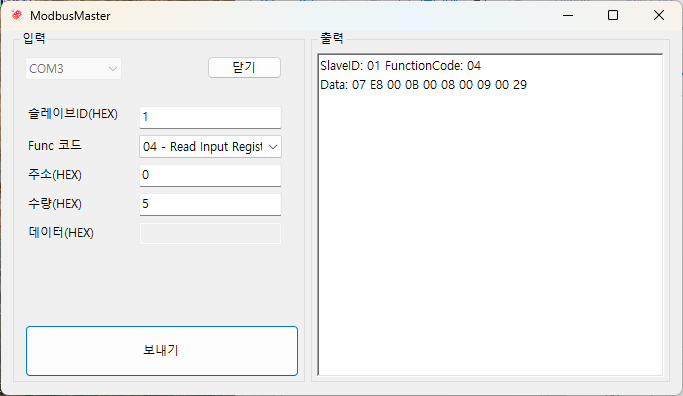 ModbusMaster
입력
COM3
닫기
슬레이브ID(HEX)
1
Func 코드
04 - Read Input Regist
주소(HEX)
0
수량(HEX)
5
데이터(HEX)
보내기
출력
SlaveID: 01 FunctionCode: 04
Data: 07 E8 00 0B 00 08 00 09 00 29